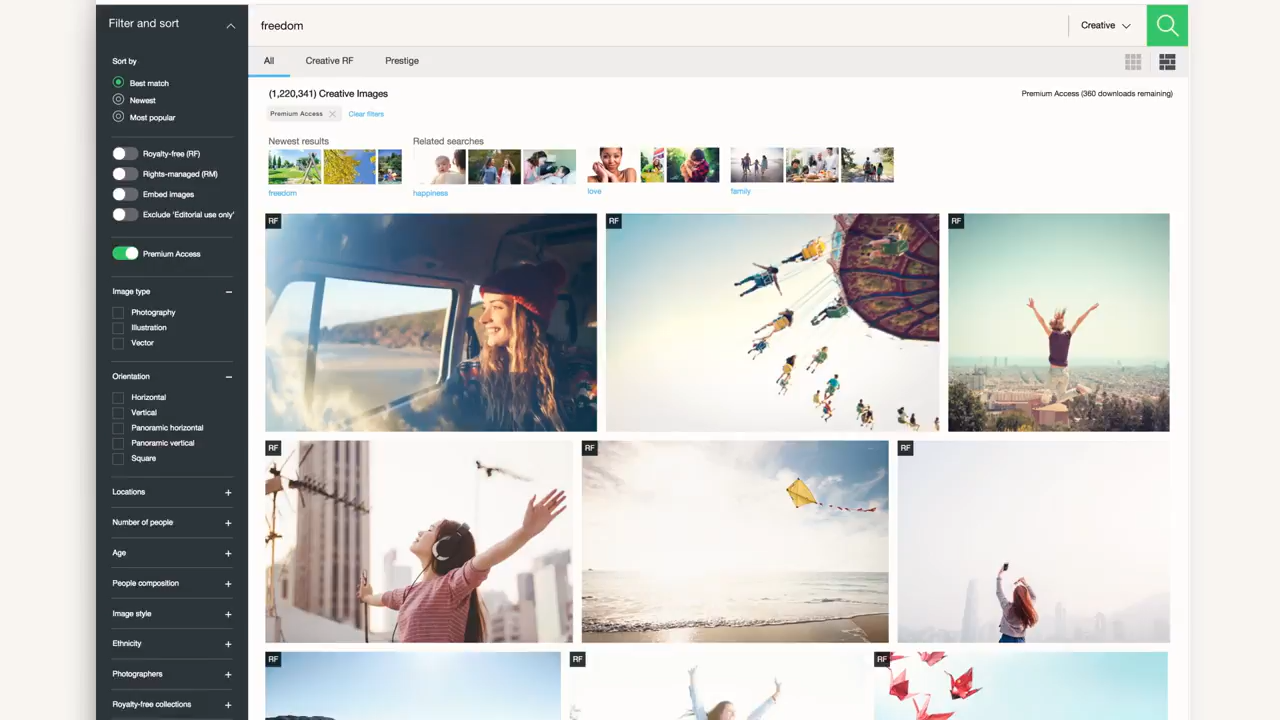 Filter and sort
Sort by
Best match
Newest
Most popular
Royalty-free (RF)
Rights-managed (RM)
Embed images
Exclude 'Editorial use only'
Premium Access
Image type
Photography
Illustration
Vector
Orientation
Horizontal
Vertical
Panoramic horizontal
Panoramic vertical
Square
Locations
Number of people
Age
People composition
Image style
Ethnicity
Photographers
Royalty-free collections
freedom
Creative
All Creative RF Prestige
(1,220,341) Creative Images
Premium Access (360 downloads remaining)
Premium Access Clear filters
Newest results Related searches
freedom happiness love family
RF RF RF
RF RF RF
RF RF RF